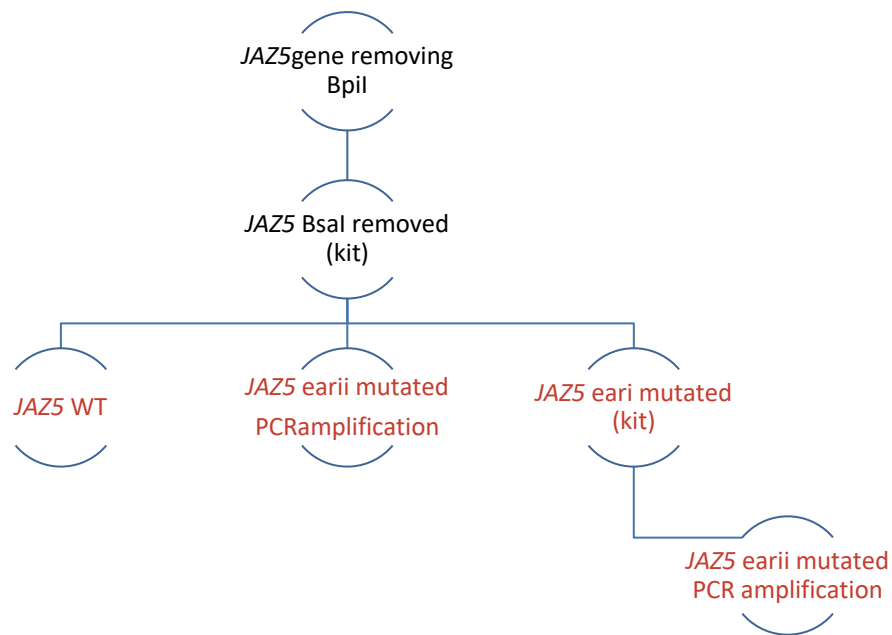 JAZ5gene removing
BpiI
JAZ5 BsaI removed
(kit)
JAZ5 WT
JAZ5 earii mutated
PCRamplification
JAZ5 eari mutated
(kit)
JAZ5 earii mutated
PCR amplification